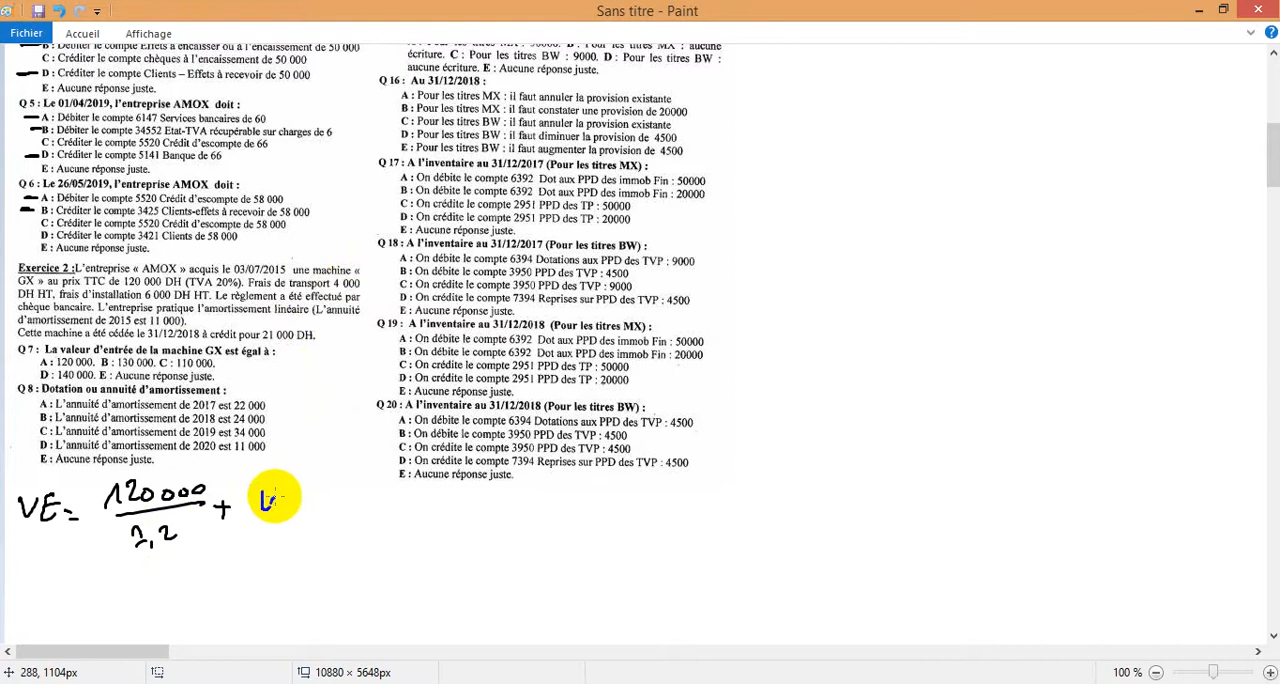 Sans titre - Paint
Fichier Accueil Affichage
B: Débiter le compte Effets à encaisser ou à l'encaissement de 50 000
C: Créditer le compte chèques à l'encaissement de 50 000
D: Créditer le compte Clients – Effets à recevoir de 50 000
E: Aucune réponse juste.
Q 5 : Le 01/04/2019, l'entreprise AMOX doit :
A: Débiter le compte 6147 Services bancaires de 60
B: Débiter le compte 34552 Etat-TVA récupérable sur charges de 6
C: Créditer le compte 5520 Crédit d'escompte de 66
D: Créditer le compte 5141 Banque de 66
E: Aucune réponse juste.
Q 6 : Le 26/05/2019, l'entreprise AMOX doit :
A: Débiter le compte 5520 Crédit d'escompte de 58 000
B: Créditer le compte 3425 Clients-effets à recevoir de 58 000
C: Créditer le compte 5520 Crédit d'escompte de 58 000
D: Créditer le compte 3421 Clients de 58 000
E: Aucune réponse juste.
Exercice 2 : L'entreprise « AMOX » acquis le 03/07/2015 une machine «
GX » au prix TTC de 120 000 DH (TVA 20%). Frais de transport 4 000
DH HT, frais d'installation 6 000 DH HT. Le règlement a été effectué par
chèque bancaire. L'entreprise pratique l'amortissement linéaire (L'annuité
d'amortissement de 2015 est 11 000).
Cette machine a été cédée le 31/12/2018 à crédit pour 21 000 DH.
Q 7 : La valeur d'entrée de la machine GX est égal à :
A : 120 000. B : 130 000. C : 110 000.
D : 140 000. E : Aucune réponse juste.
Q 8 : Dotation ou annuité d'amortissement :
A: L'annuité d'amortissement de 2017 est 22 000
B: L'annuité d'amortissement de 2018 est 24 000
C: L'annuité d'amortissement de 2019 est 34 000
D: L'annuité d'amortissement de 2020 est 11 000
E: Aucune réponse juste.
VE = 120 000 +
1,2
Pour les titres MX : 90000. B : Pour les titres MX : aucune
écriture. C : Pour les titres BW : 9000. D : Pour les titres BW :
aucune écriture. E : Aucune réponse juste.
Q 16 : Au 31/12/2018 :
A : Pour les titres MX : il faut annuler la provision existante
B : Pour les titres MX : il faut constater une provision de 20000
C : Pour les titres BW : il faut annuler la provision existante
D : Pour les titres BW : il faut diminuer la provision de 4500
E : Pour les titres BW : il faut augmenter la provision de 4500
Q 17 : A l'inventaire au 31/12/2017 (Pour les titres MX) :
A : On débite le compte 6392 Dot aux PPD des immob Fin : 50000
B : On débite le compte 6392 Dot aux PPD des immob Fin : 20000
C : On crédite le compte 2951 PPD des TP : 50000
D : On crédite le compte 2951 PPD des TP : 20000
E : Aucune réponse juste.
Q 18 : A l'inventaire au 31/12/2017 (Pour les titres BW) :
A : On débite le compte 6394 Dotations aux PPD des TVP : 9000
B : On débite le compte 3950 PPD des TVP : 4500
C : On crédite le compte 3950 PPD des TVP : 9000
D : On crédite le compte 7394 Reprises sur PPD des TVP : 4500
E : Aucune réponse juste.
Q 19 : A l'inventaire au 31/12/2018 (Pour les titres MX) :
A : On débite le compte 6392 Dot aux PPD des immob Fin : 50000
B : On débite le compte 6392 Dot aux PPD des immob Fin : 20000
C : On crédite le compte 2951 PPD des TP : 50000
D : On crédite le compte 2951 PPD des TP : 20000
E : Aucune réponse juste.
Q 20 : A l'inventaire au 31/12/2018 (Pour les titres BW) :
A : On débite le compte 6394 Dotations aux PPD des TVP : 4500
B : On débite le compte 3950 PPD des TVP : 4500
C : On crédite le compte 3950 PPD des TVP : 4500
D : On crédite le compte 7394 Reprises sur PPD des TVP : 4500
E : Aucune réponse juste.
288, 1104px 10880 × 5648px 100 %